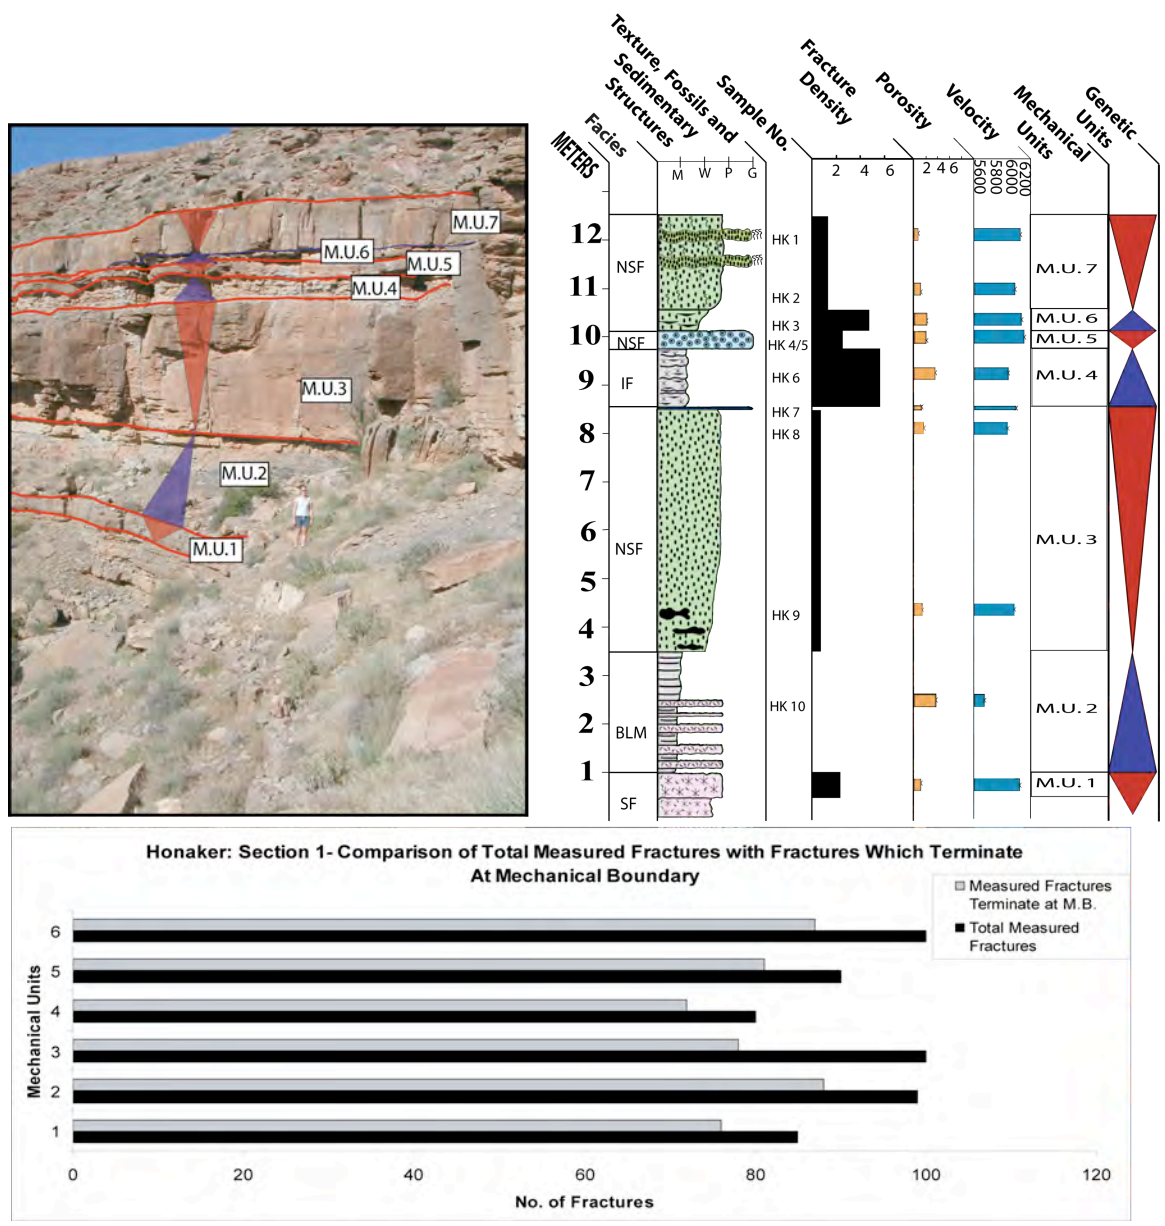 M.U.7
M.U.6
M.U.5
M.U.4
M.U.3
M.U.2
M.U.1
METERS
Facies
Texture, Fossils and
Sedimentary
Structures
Sample No.
Fracture
Density
Porosity
Velocity
Mechanical
Units
Genetic
Units
M W P G
2 4 6
2 4 6
5600 5800 6000 6200
12
11
10
9
8
7
6
5
4
3
2
1
NSF
NSF
IF
NSF
BLM
SF
HK 1
HK 2
HK 3
HK 4/5
HK 6
HK 7
HK 8
HK 9
HK 10
M.U. 7
M.U. 6
M.U. 5
M.U. 4
M.U. 3
M.U. 2
M.U. 1
Honaker: Section 1- Comparison of Total Measured Fractures with Fractures Which Terminate
At Mechanical Boundary
Measured Fractures
Terminate at M.B.
Total Measured
Fractures
Mechanical Units
6
5
4
3
2
1
0 20 40 60 80 100 120
No. of Fractures